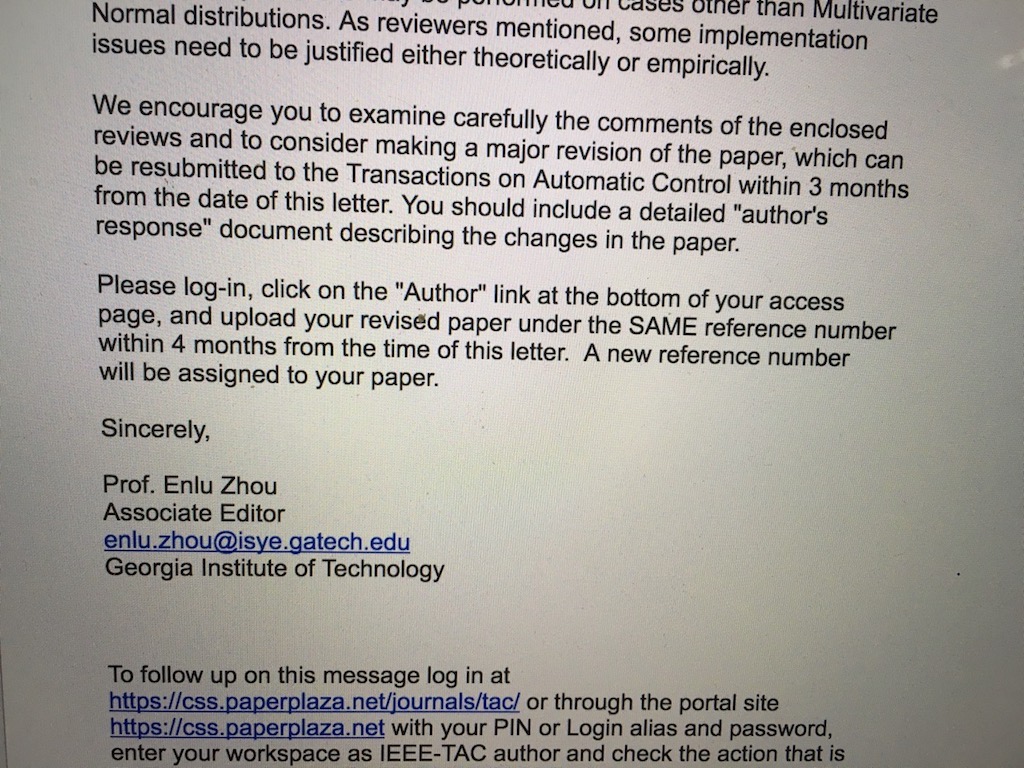 cases other than Multivariate
Normal distributions. As reviewers mentioned, some implementation
issues need to be justified either theoretically or empirically.
We encourage you to examine carefully the comments of the enclosed
reviews and to consider making a major revision of the paper, which can
be resubmitted to the Transactions on Automatic Control within 3 months
from the date of this letter. You should include a detailed "author's
response" document describing the changes in the paper.
Please log-in, click on the "Author" link at the bottom of your access
page, and upload your revised paper under the SAME reference number
within 4 months from the time of this letter.  A new reference number
will be assigned to your paper.
Sincerely,
Prof. Enlu Zhou
Associate Editor
enlu.zhou@isye.gatech.edu
Georgia Institute of Technology
To follow up on this message log in at
https://css.paperplaza.net/journals/tac/ or through the portal site
https://css.paperplaza.net with your PIN or Login alias and password,
enter your workspace as IEEE-TAC author and check the action that is